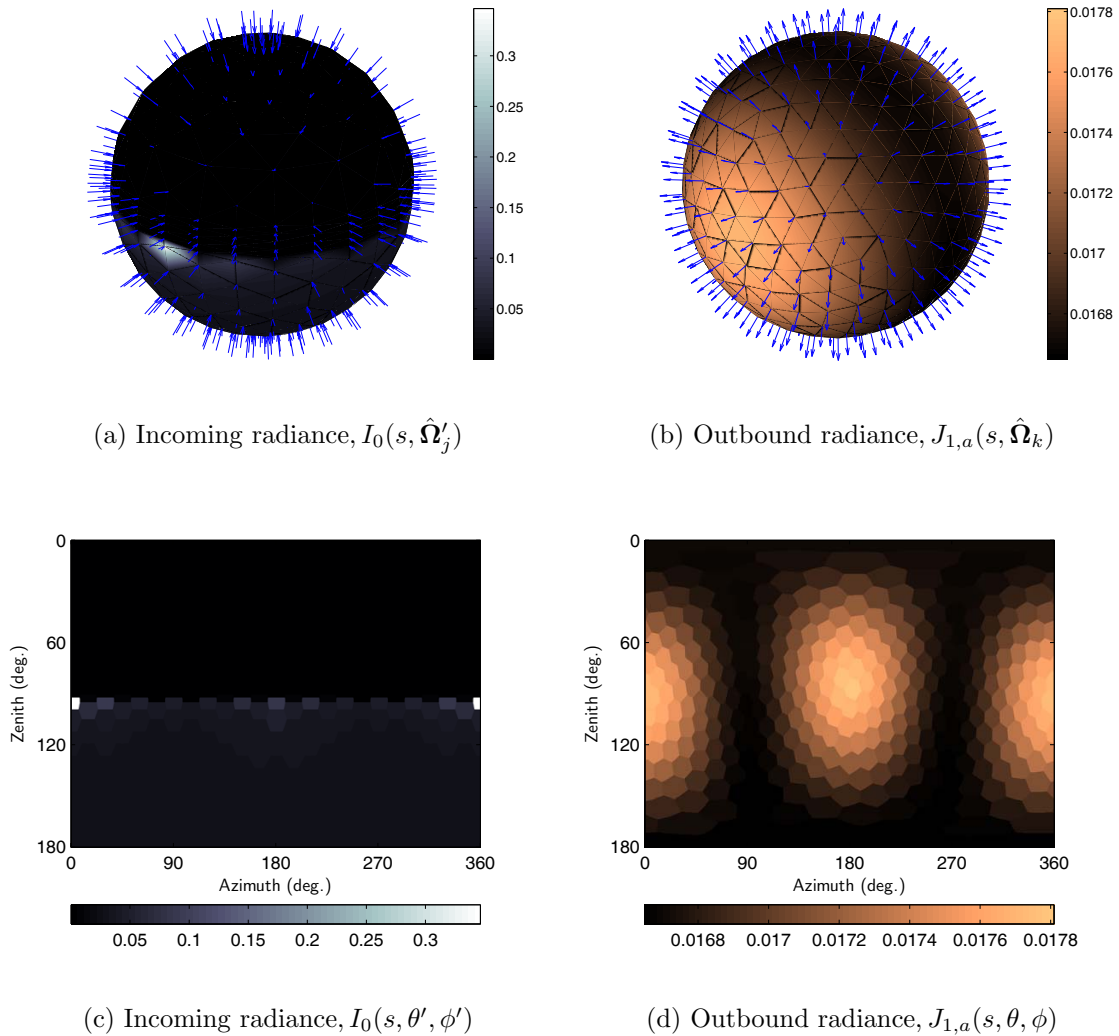 0.3
0.25
0.2
0.15
0.1
0.05
0.0178
0.0176
0.0174
0.0172
0.017
0.0168
(a) Incoming radiance, I₀(s, Ω̂′ⱼ)
(b) Outbound radiance, J₁,ₐ(s, Ω̂ₖ)
0
60
120
180
Zenith (deg.)
0 90 180 270 360
Azimuth (deg.)
0.05 0.1 0.15 0.2 0.25 0.3
0
60
120
180
Zenith (deg.)
0 90 180 270 360
Azimuth (deg.)
0.0168 0.017 0.0172 0.0174 0.0176 0.0178
(c) Incoming radiance, I₀(s, θ′, ϕ′)
(d) Outbound radiance, J₁,ₐ(s, θ, ϕ)